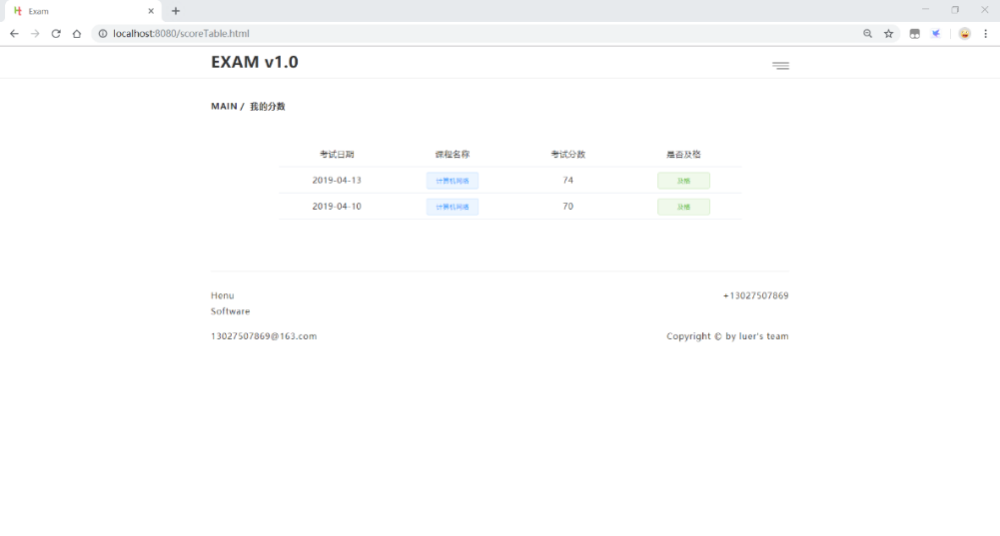 Exam
localhost:8080/scoreTable.html
EXAM v1.0
MAIN / 我的分数
考试日期 课程名称 考试分数 是否及格
2019-04-13 计算机网络 74 及格
2019-04-10 计算机网络 70 及格
Henu +13027507869
Software
13027507869@163.com Copyright © by luer's team